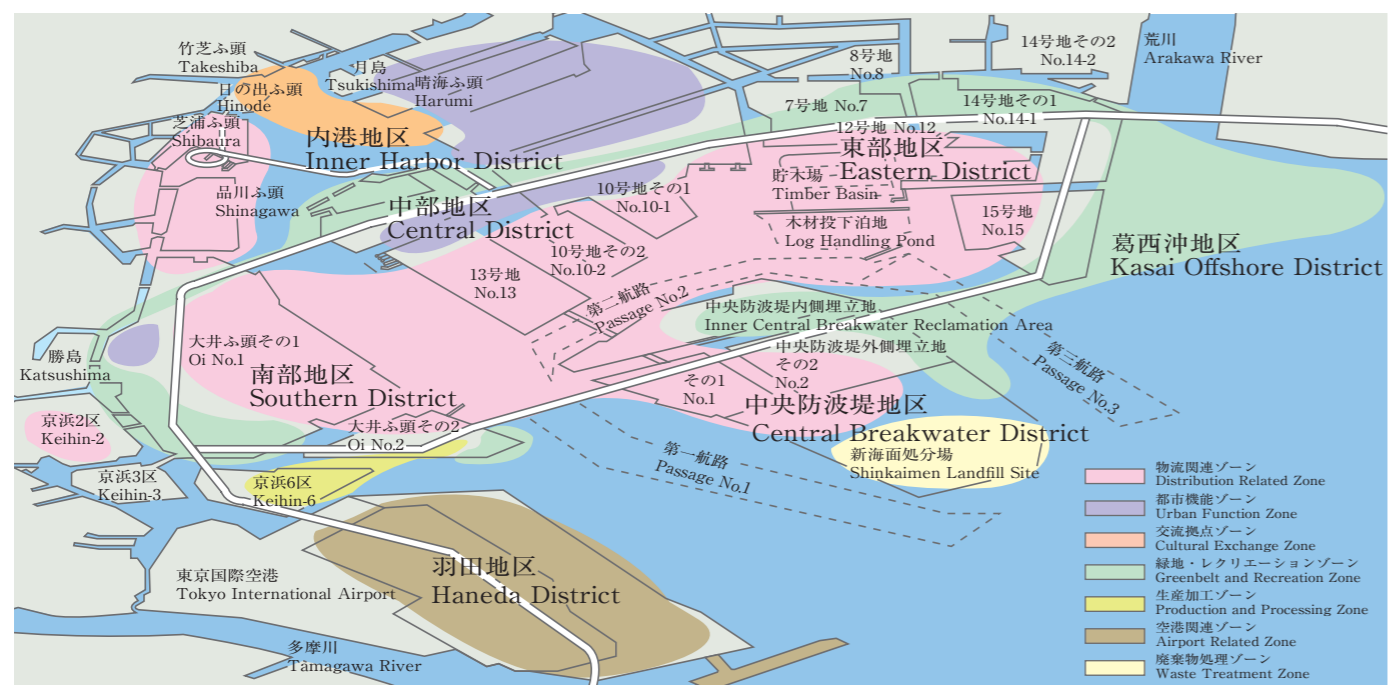 竹芝ふ頭
Takeshiba
月島
Tsukishima
晴海ふ頭
Harumi
日の出ふ頭
Hinode
芝浦ふ頭
Shibaura
内港地区
Inner Harbor District
8号地
No.8
14号地その2
No.14-2
荒川
Arakawa River
7号地 No.7
14号地その1
No.14-1
12号地 No.12
東部地区
Eastern District
貯木場
Timber Basin
木材投下泊地
Log Handling Pond
15号地
No.15
品川ふ頭
Shinagawa
中部地区
Central District
10号地その1
No.10-1
10号地その2
No.10-2
13号地
No.13
葛西沖地区
Kasai Offshore District
第二航路
Passage No.2
中央防波堤内側埋立地
Inner Central Breakwater Reclamation Area
中央防波堤外側埋立地
その1
No.1
その2
No.2
第三航路
Passage No.3
中央防波堤地区
Central Breakwater District
新海面処分場
Shinkaimen Landfill Site
第一航路
Passage No.1
勝島
Katsushima
大井ふ頭その1
Oi No.1
南部地区
Southern District
大井ふ頭その2
Oi No.2
京浜2区
Keihin-2
京浜3区
Keihin-3
京浜6区
Keihin-6
東京国際空港
Tokyo International Airport
羽田地区
Haneda District
多摩川
Tamagawa River
物流関連ゾーン
Distribution Related Zone
都市機能ゾーン
Urban Function Zone
交流拠点ゾーン
Cultural Exchange Zone
緑地・レクリエーションゾーン
Greenbelt and Recreation Zone
生産加工ゾーン
Production and Processing Zone
空港関連ゾーン
Airport Related Zone
廃棄物処理ゾーン
Waste Treatment Zone